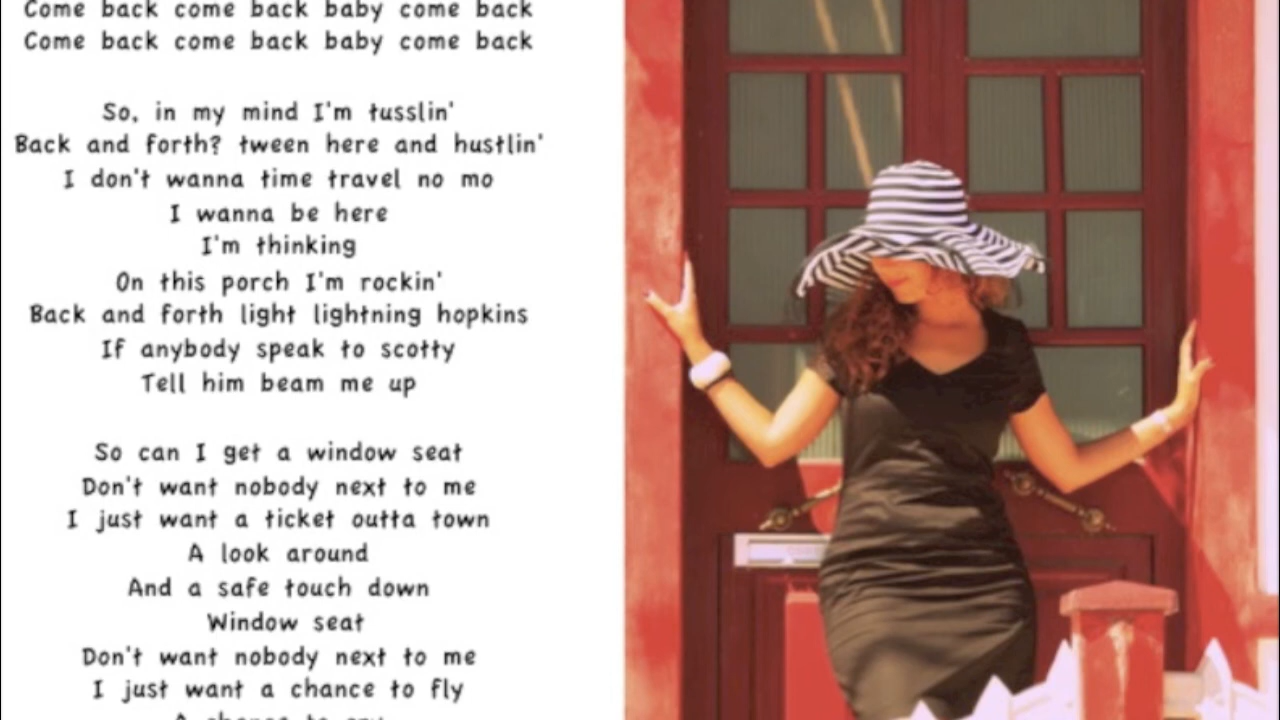 Come back come back baby come back
Come back come back baby come back
So, in my mind I'm tusslin'
Back and forth? tween here and hustlin'
I don't wanna time travel no mo
I wanna be here
I'm thinking
On this porch I'm rockin'
Back and forth light lightning hopkins
If anybody speak to scotty
Tell him beam me up
So can I get a window seat
Don't want nobody next to me
I just want a ticket outta town
A look around
And a safe touch down
Window seat
Don't want nobody next to me
I just want a chance to fly
A chance to cry